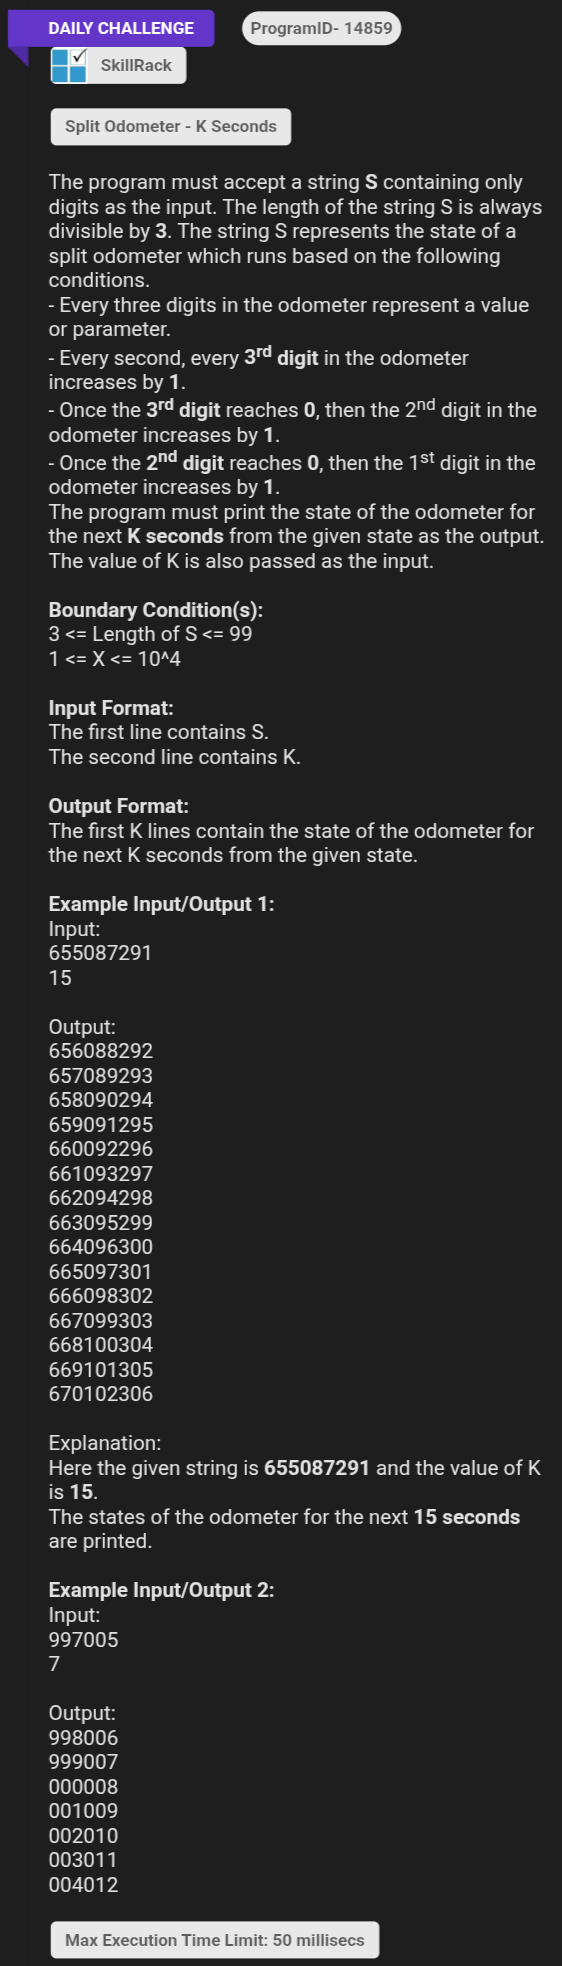 DAILY CHALLENGE
ProgramID- 14859
SkillRack
Split Odometer - K Seconds
The program must accept a string S containing only
digits as the input. The length of the string S is always
divisible by 3. The string S represents the state of a
split odometer which runs based on the following
conditions.
- Every three digits in the odometer represent a value
or parameter.
- Every second, every 3rd digit in the odometer
increases by 1.
- Once the 3rd digit reaches 0, then the 2nd digit in the
odometer increases by 1.
- Once the 2nd digit reaches 0, then the 1st digit in the
odometer increases by 1.
The program must print the state of the odometer for
the next K seconds from the given state as the output.
The value of K is also passed as the input.
Boundary Condition(s):
3 <= Length of S <= 99
1 <= X <= 10^4
Input Format:
The first line contains S.
The second line contains K.
Output Format:
The first K lines contain the state of the odometer for
the next K seconds from the given state.
Example Input/Output 1:
Input:
655087291
15
Output:
656088292
657089293
658090294
659091295
660092296
661093297
662094298
663095299
664096300
665097301
666098302
667099303
668100304
669101305
670102306
Explanation:
Here the given string is 655087291 and the value of K
is 15.
The states of the odometer for the next 15 seconds
are printed.
Example Input/Output 2:
Input:
997005
7
Output:
998006
999007
000008
001009
002010
003011
004012
Max Execution Time Limit: 50 millisecs